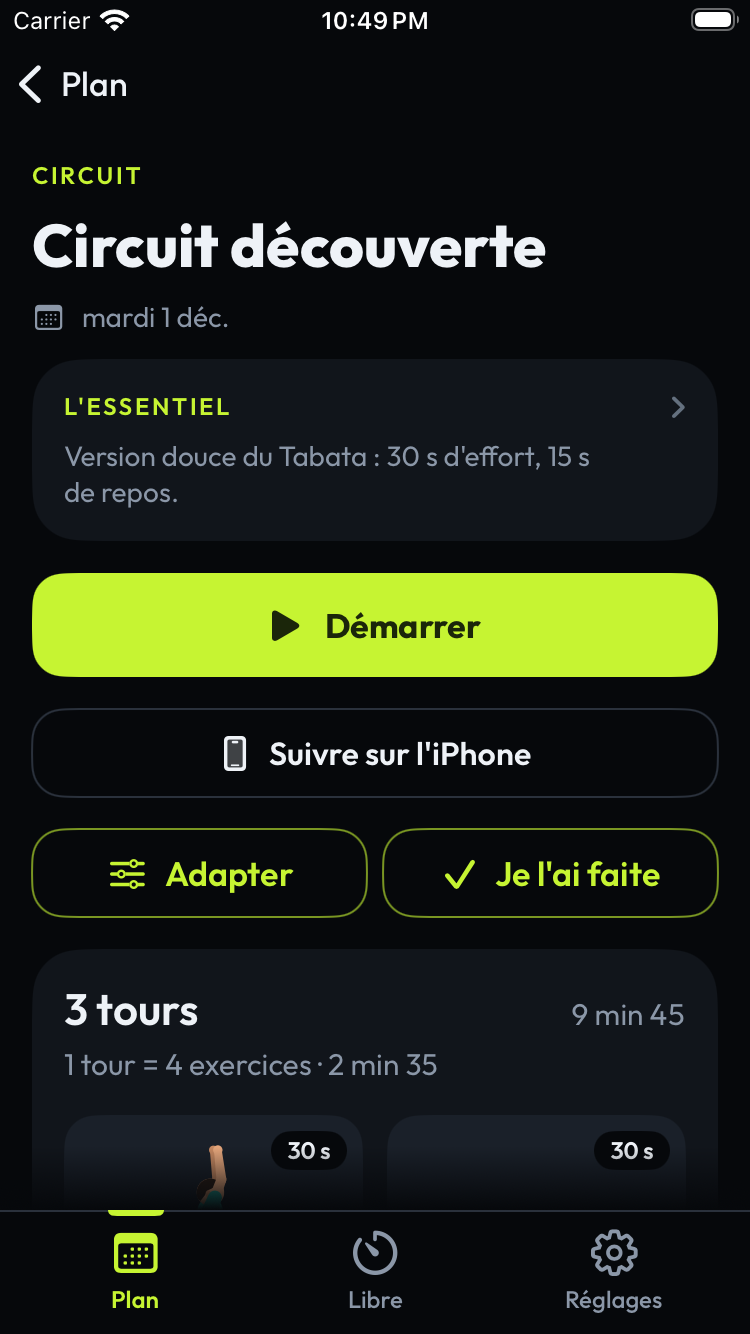 Carrier 10:49 PM
Plan
CIRCUIT
Circuit découverte
mardi 1 déc.
L'ESSENTIEL
Version douce du Tabata : 30 s d'effort, 15 s
de repos.
Démarrer
Suivre sur l'iPhone
Adapter
Je l'ai faite
3 tours
9 min 45
1 tour = 4 exercices · 2 min 35
30 s
30 s
Plan
Libre
Réglages